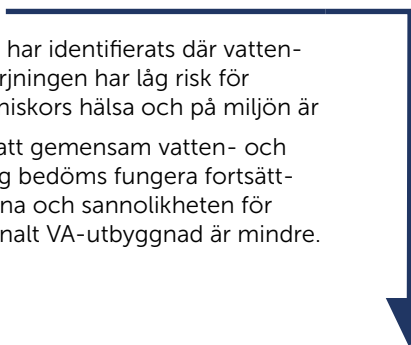 har identifierats där vatten-
rjningen har låg risk för
niskors hälsa och på miljön är
att gemensam vatten- och
g bedöms fungera fortsätt-
na och sannolikheten för
nalt VA-utbyggnad är mindre.